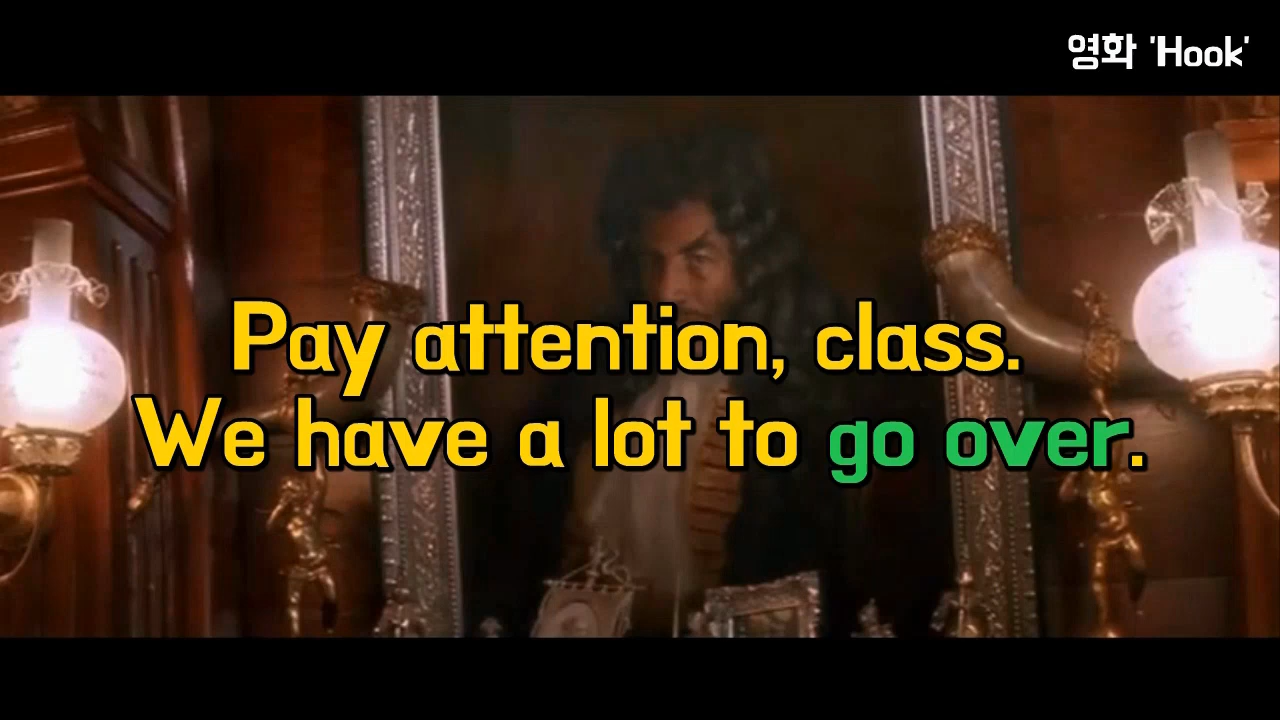 영화 'Hook'
Pay attention, class.
We have a lot to go over.